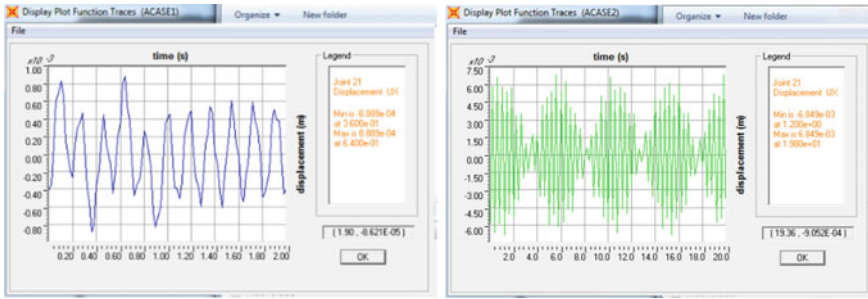 Display Plot Function Traces (ACASE1)
Organize
New folder
File
x10 -3
time (s)
1.00
0.80
0.60
0.40
0.20
0.00
-0.20
-0.40
-0.60
-0.80
0.20 0.40 0.60 0.80 1.00 1.20 1.40 1.60 1.80 2.00
displacement (m)
Legend
Joint 21
Displacement UX
Min is -8.889e-04
at 3.600e-01
Max is 8.889e-04
at 6.400e-01
( 1.90 , -8.621E-05 )
OK
Display Plot Function Traces (ACASE2)
Organize
New folder
File
x10 -3
time (s)
7.50
6.00
4.50
3.00
1.50
0.00
-1.50
-3.00
-4.50
-6.00
2.0 4.0 6.0 8.0 10.0 12.0 14.0 16.0 18.0 20.0
displacement (m)
Legend
Joint 21
Displacement UX
Min is -6.849e-03
at 1.200e+00
Max is 6.849e-03
at 1.980e+01
( 19.36 , -9.052E-04 )
OK